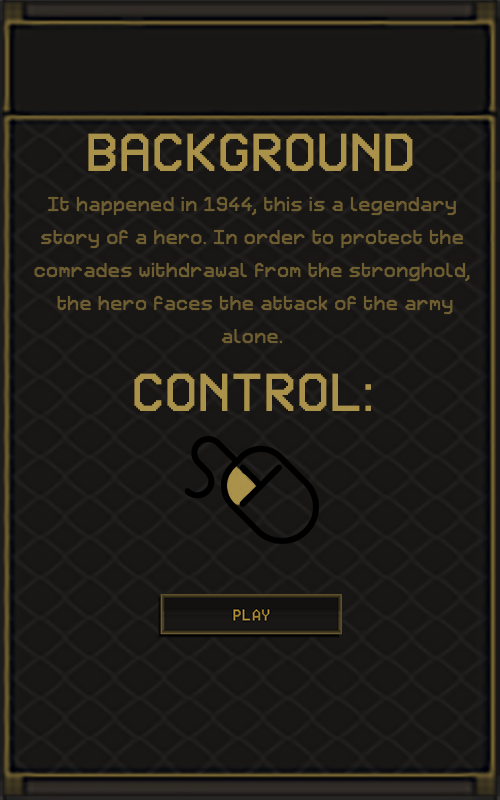 BACKGROUND
It happened in 1944, this is a legendary
story of a hero. In order to protect the
comrades withdrawal from the stronghold,
the hero faces the attack of the army
alone.
CONTROL:
PLAY